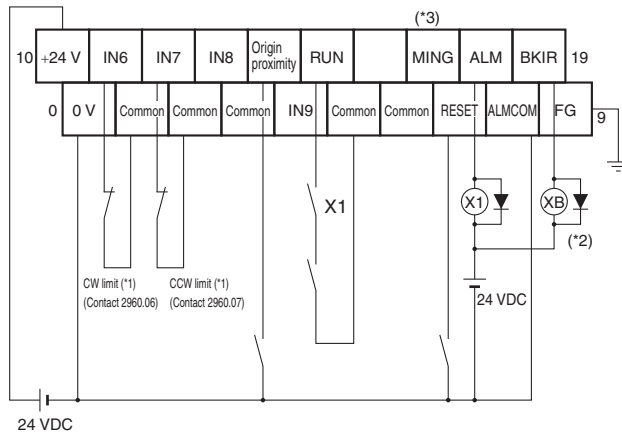 (*3)
10 +24 V IN6 IN7 IN8 Origin proximity RUN MING ALM BKIR 19
0 0 V Common Common Common IN9 Common Common RESET ALMCOM FG 9
X1 X1 XB
(*2)
CW limit (*1) CCW limit (*1)
(Contact 2960.06) (Contact 2960.07)
24 VDC
24 VDC